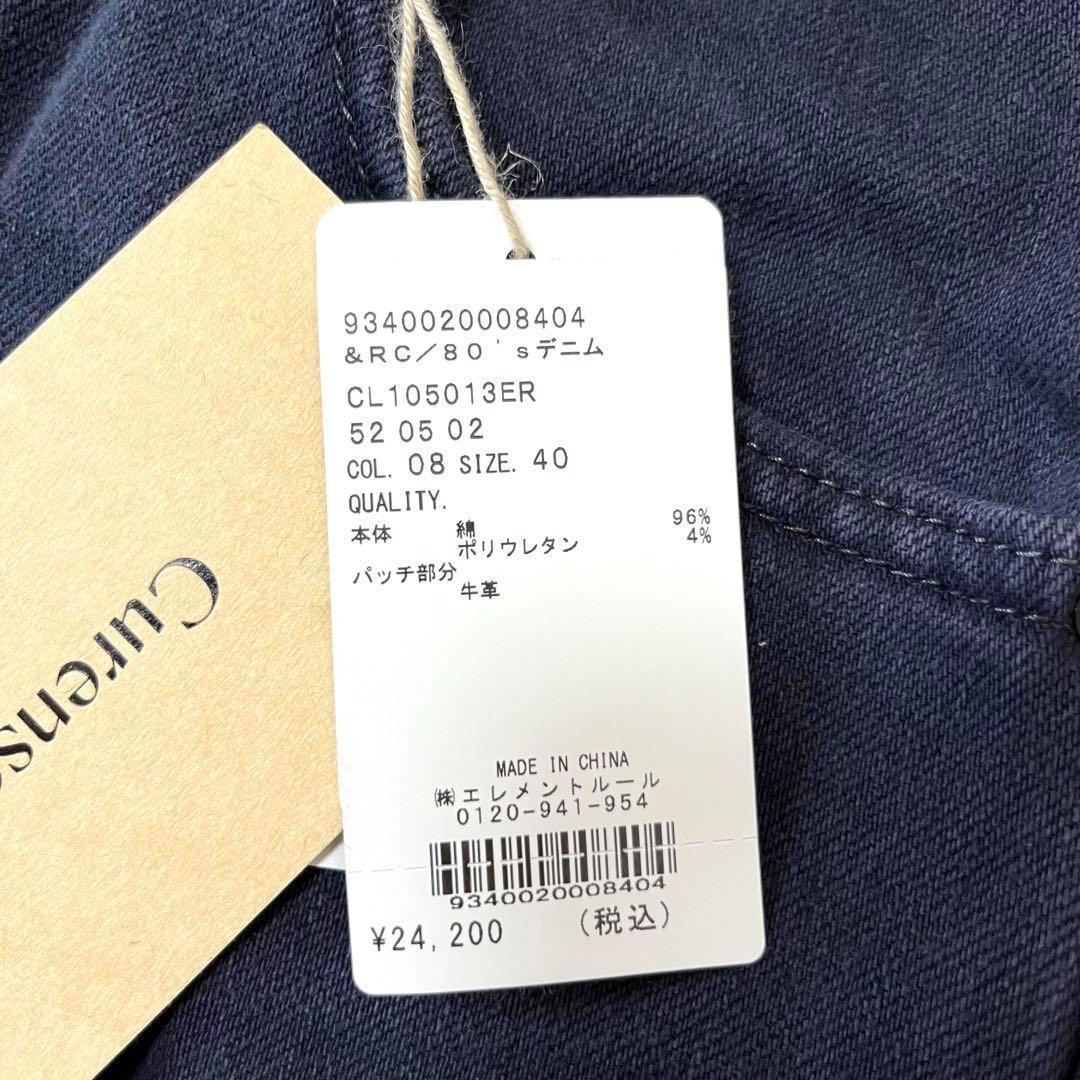 9340020008404
&RC／80'sデニム
CL105013ER
52 05 02
COL. 08 SIZE. 40
QUALITY.
本体 綿 96%
ポリウレタン 4%
パッチ部分
牛革
MADE IN CHINA
㈱エレメントルール
0120-941-954
9340020008404
¥24,200 (税込)